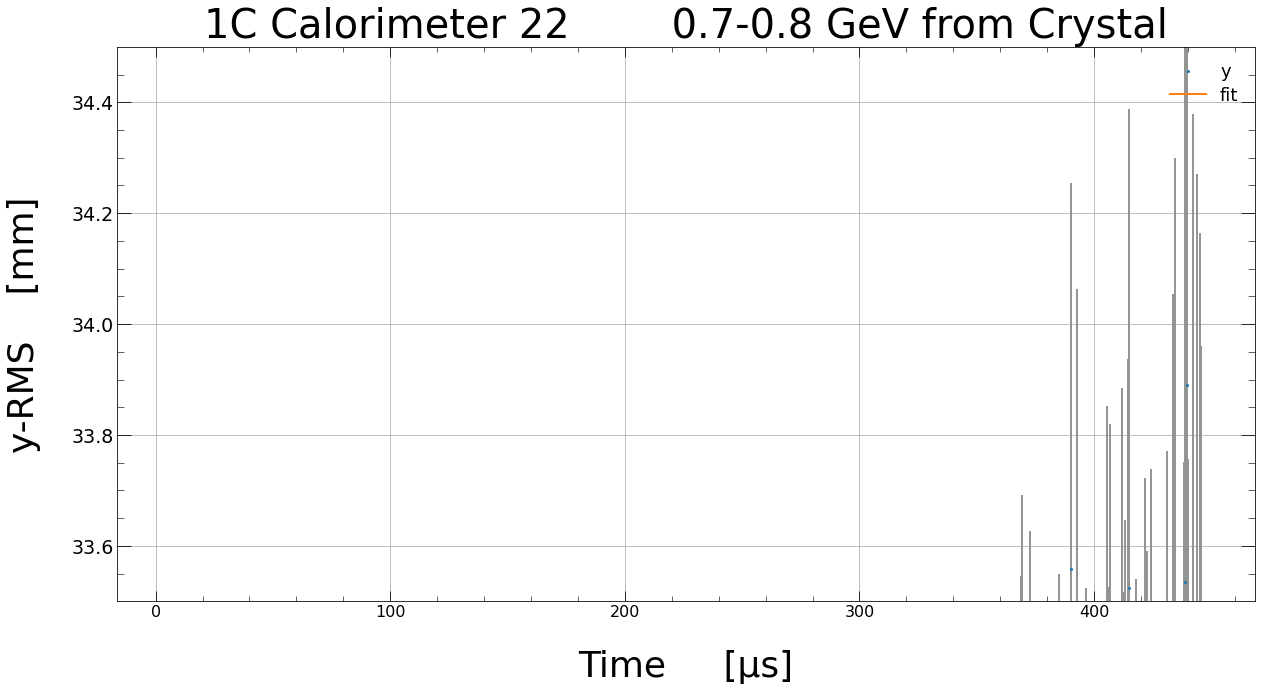 1C Calorimeter 22 0.7-0.8 GeV from Crystal
y
fit
34.4
34.2
34.0
33.8
33.6
y-RMS [mm]
0 100 200 300 400
Time [μs]